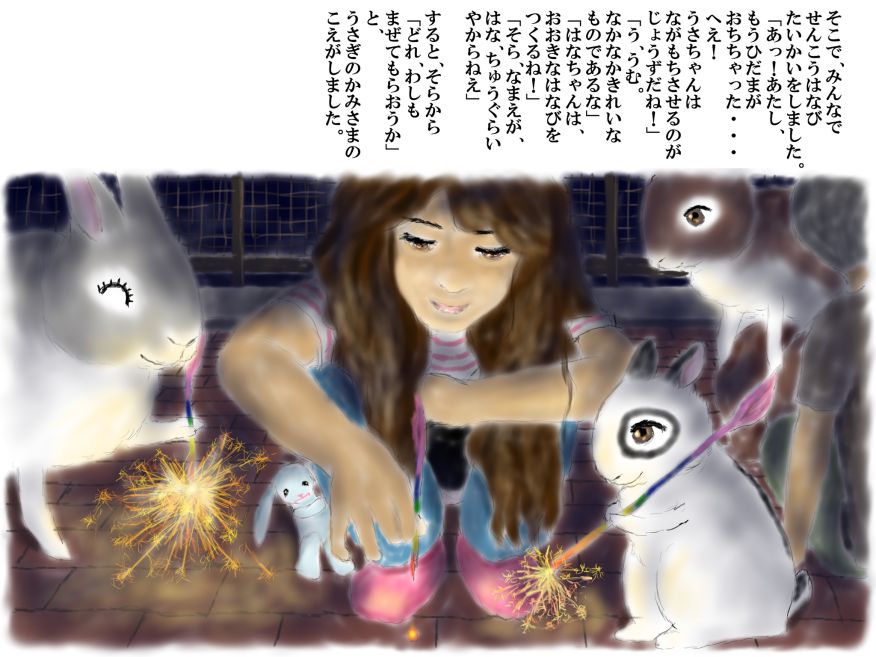 そこで、みんなで
せんこうはなび
たいかいをしました。
「あっ！あたし、
もうひだまが
おちちゃった・・・
へえ！
うさちゃんは
ながもちさせるのが
じょうずだね！」
「う、うむ。
なかなかきれいな
ものであるな」
「はなちゃんは、
おおきなはなびを
つくるね！」
「そら、なまえが、
はな、ちゅうぐらい
やからねえ」
すると、そらから
「どれ、わしも
まぜてもらおうか」
と、
うさぎのかみさまの
こえがしました。